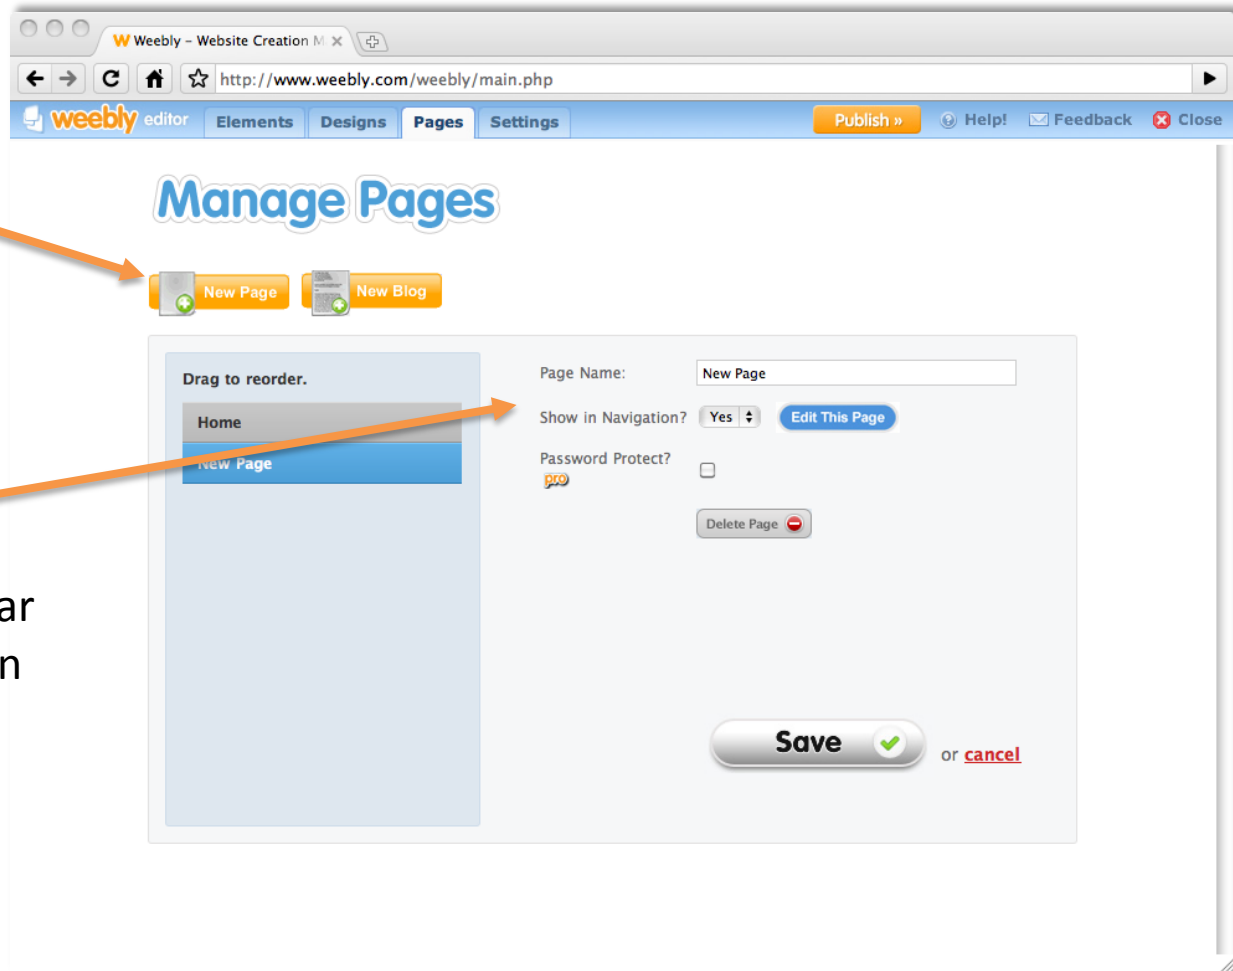 Weebly – Website Creation M
http://www.weebly.com/weebly/main.php
weebly editor Elements Designs Pages Settings Publish » Help! Feedback Close
Manage Pages
New Page New Blog
Drag to reorder.
Home
New Page
Page Name: New Page
Show in Navigation? Yes Edit This Page
Password Protect?
pro
Delete Page
ar
n
Save or cancel